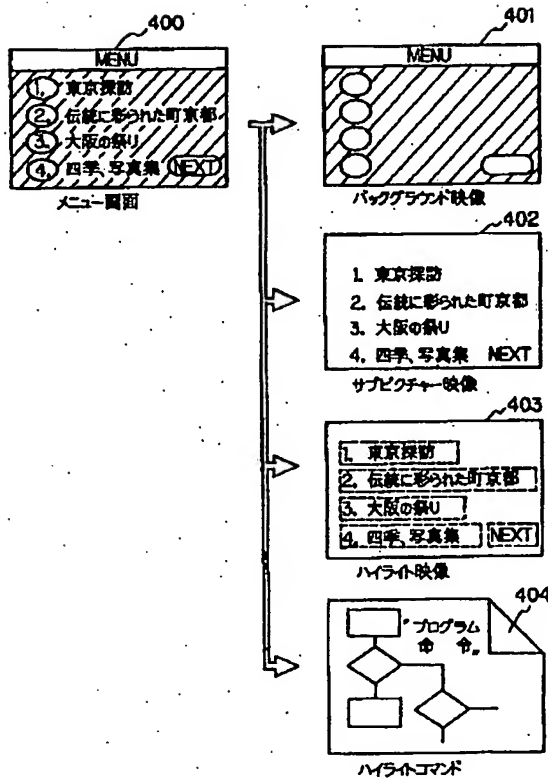 400
MENU
1. 東京探訪
2. 伝統に彩られた町京都
3. 大阪の祭り
4. 四季、写真集 NEXT
メニュー画面
401
MENU
バックグラウンド映像
402
1. 東京探訪
2. 伝統に彩られた町京都
3. 大阪の祭り
4. 四季、写真集 NEXT
サブピクチャー映像
403
1. 東京探訪
2. 伝統に彩られた町京都
3. 大阪の祭り
4. 四季、写真集 NEXT
ハイライト映像
404
"プログラム
命 令"
ハイライトコマンド